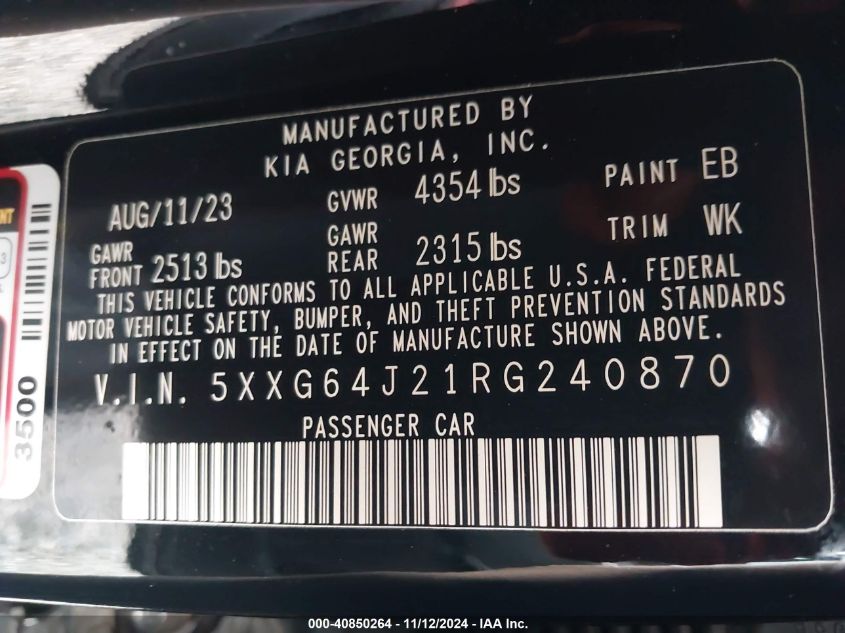 MANUFACTURED BY
KIA GEORGIA, INC.
AUG/11/23 GVWR 4354 lbs PAINT EB
GAWR FRONT 2513 lbs GAWR REAR 2315 lbs TRIM WK
THIS VEHICLE CONFORMS TO ALL APPLICABLE U.S.A. FEDERAL
MOTOR VEHICLE SAFETY, BUMPER, AND THEFT PREVENTION STANDARDS
IN EFFECT ON THE DATE OF MANUFACTURE SHOWN ABOVE.
V.I.N. 5XXG64J21RG240870
PASSENGER CAR
3500
000-40850264 - 11/12/2024 - IAA Inc.